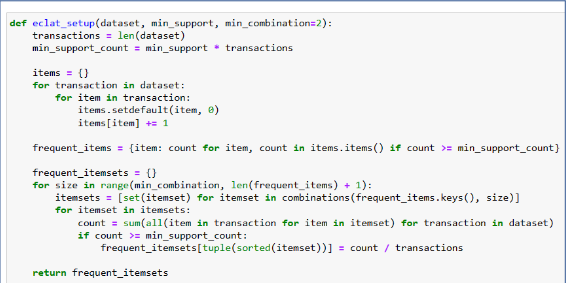 def eclat_setup(dataset, min_support, min_combination=2):
    transactions = len(dataset)
    min_support_count = min_support * transactions

    items = {}
    for transaction in dataset:
        for item in transaction:
            items.setdefault(item, 0)
            items[item] += 1

    frequent_items = {item: count for item, count in items.items() if count >= min_support_count}

    frequent_itemsets = {}
    for size in range(min_combination, len(frequent_items) + 1):
        itemsets = [set(itemset) for itemset in combinations(frequent_items.keys(), size)]
        for itemset in itemsets:
            count = sum(all(item in transaction for item in itemset) for transaction in dataset)
            if count >= min_support_count:
                frequent_itemsets[tuple(sorted(itemset))] = count / transactions

    return frequent_itemsets